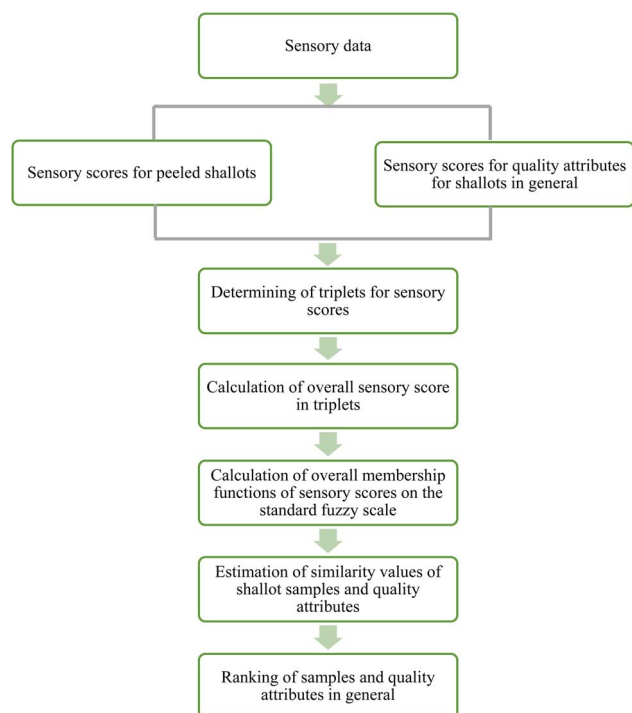 Sensory data
Sensory scores for peeled shallots
Sensory scores for quality attributes
for shallots in general
Determining of triplets for sensory
scores
Calculation of overall sensory score
in triplets
Calculation of overall membership
functions of sensory scores on the
standard fuzzy scale
Estimation of similarity values of
shallot samples and quality
attributes
Ranking of samples and quality
attributes in general